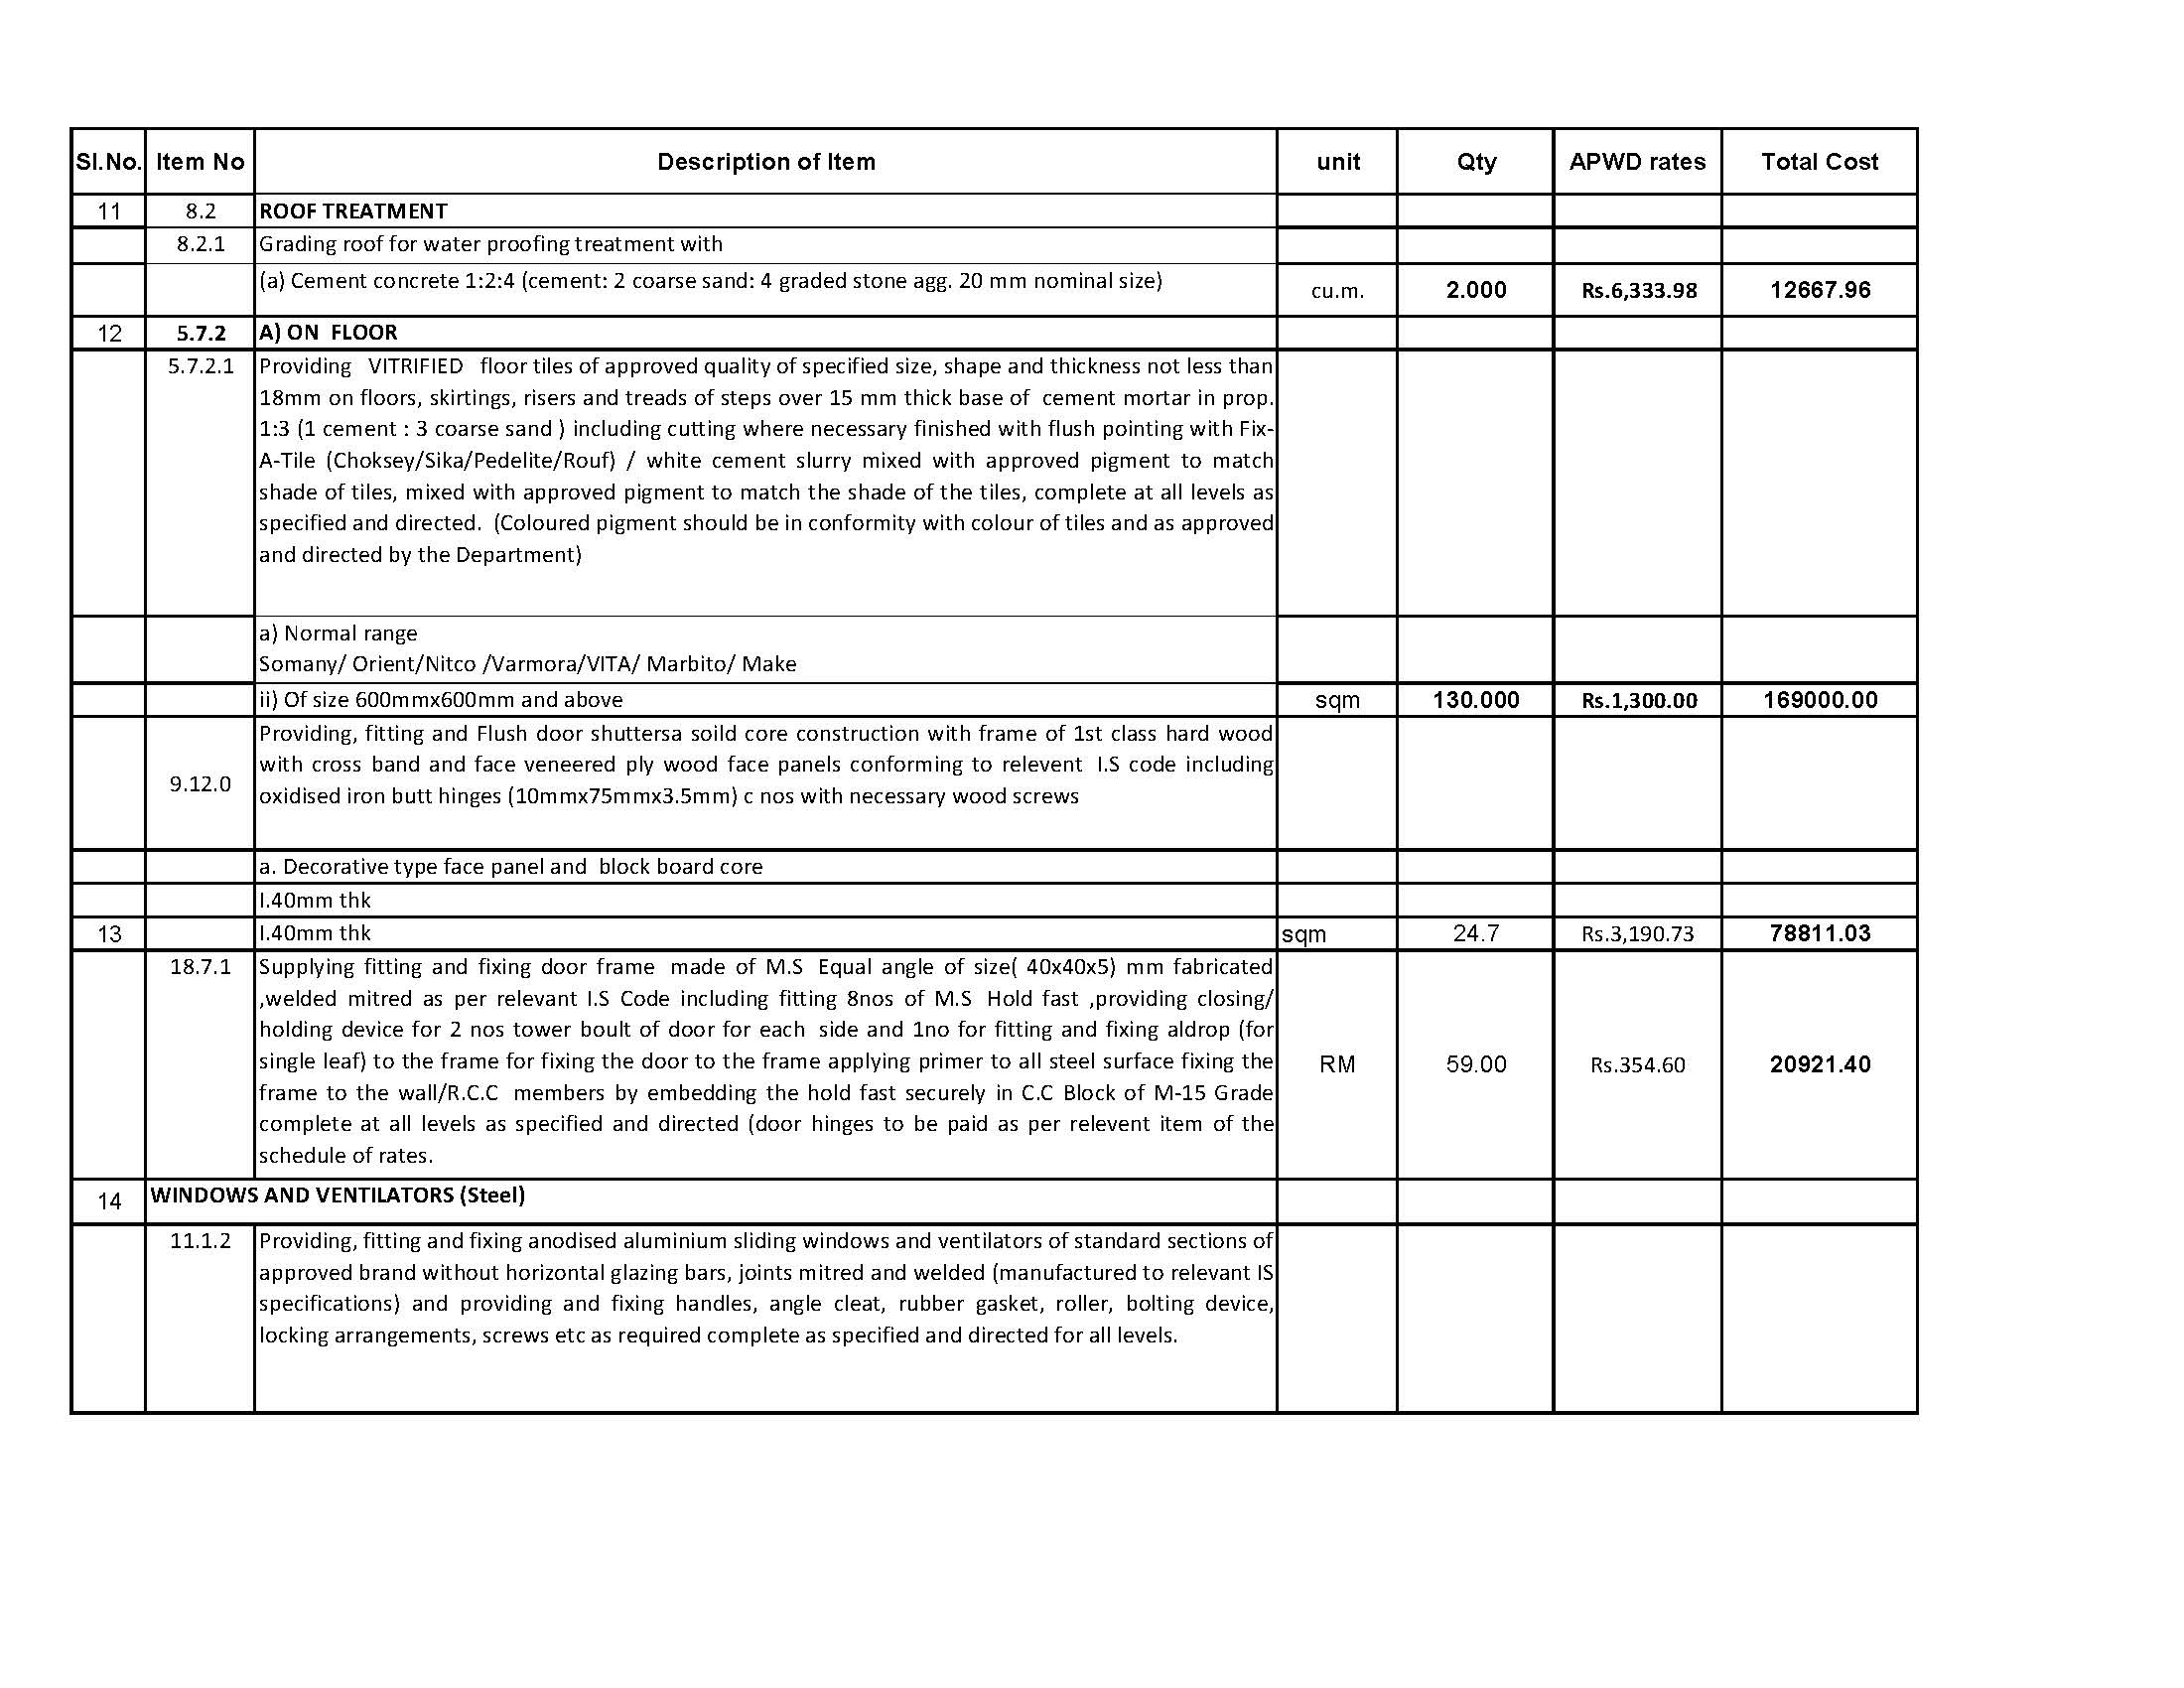 Sl.No. Item No Description of Item unit Qty APWD rates Total Cost
11 8.2 ROOF TREATMENT
8.2.1 Grading roof for water proofing treatment with
(a) Cement concrete 1:2:4 (cement: 2 coarse sand: 4 graded stone agg. 20 mm nominal size) cu.m. 2.000 Rs.6,333.98 12667.96
12 5.7.2 A) ON FLOOR
5.7.2.1 Providing VITRIFIED floor tiles of approved quality of specified size, shape and thickness not less than
18mm on floors, skirtings, risers and treads of steps over 15 mm thick base of cement mortar in prop.
1:3 (1 cement : 3 coarse sand ) including cutting where necessary finished with flush pointing with Fix-
A-Tile (Choksey/Sika/Pedelite/Rouf) / white cement slurry mixed with approved pigment to match
shade of tiles, mixed with approved pigment to match the shade of the tiles, complete at all levels as
specified and directed. (Coloured pigment should be in conformity with colour of tiles and as approved
and directed by the Department)
a) Normal range
Somany/ Orient/Nitco /Varmora/VITA/ Marbito/ Make
ii) Of size 600mmx600mm and above sqm 130.000 Rs.1,300.00 169000.00
Providing, fitting and Flush door shuttersa soild core construction with frame of 1st class hard wood
with cross band and face veneered ply wood face panels conforming to relevent I.S code including
9.12.0 oxidised iron butt hinges (10mmx75mmx3.5mm) c nos with necessary wood screws
a. Decorative type face panel and block board core
I.40mm thk
13 I.40mm thk sqm 24.7 Rs.3,190.73 78811.03
18.7.1 Supplying fitting and fixing door frame made of M.S Equal angle of size( 40x40x5) mm fabricated
,welded mitred as per relevant I.S Code including fitting 8nos of M.S Hold fast ,providing closing/
holding device for 2 nos tower boult of door for each side and 1no for fitting and fixing aldrop (for
single leaf) to the frame for fixing the door to the frame applying primer to all steel surface fixing the RM 59.00 Rs.354.60 20921.40
frame to the wall/R.C.C members by embedding the hold fast securely in C.C Block of M-15 Grade
complete at all levels as specified and directed (door hinges to be paid as per relevent item of the
schedule of rates.
14 WINDOWS AND VENTILATORS (Steel)
11.1.2 Providing, fitting and fixing anodised aluminium sliding windows and ventilators of standard sections of
approved brand without horizontal glazing bars, joints mitred and welded (manufactured to relevant IS
specifications) and providing and fixing handles, angle cleat, rubber gasket, roller, bolting device,
locking arrangements, screws etc as required complete as specified and directed for all levels.